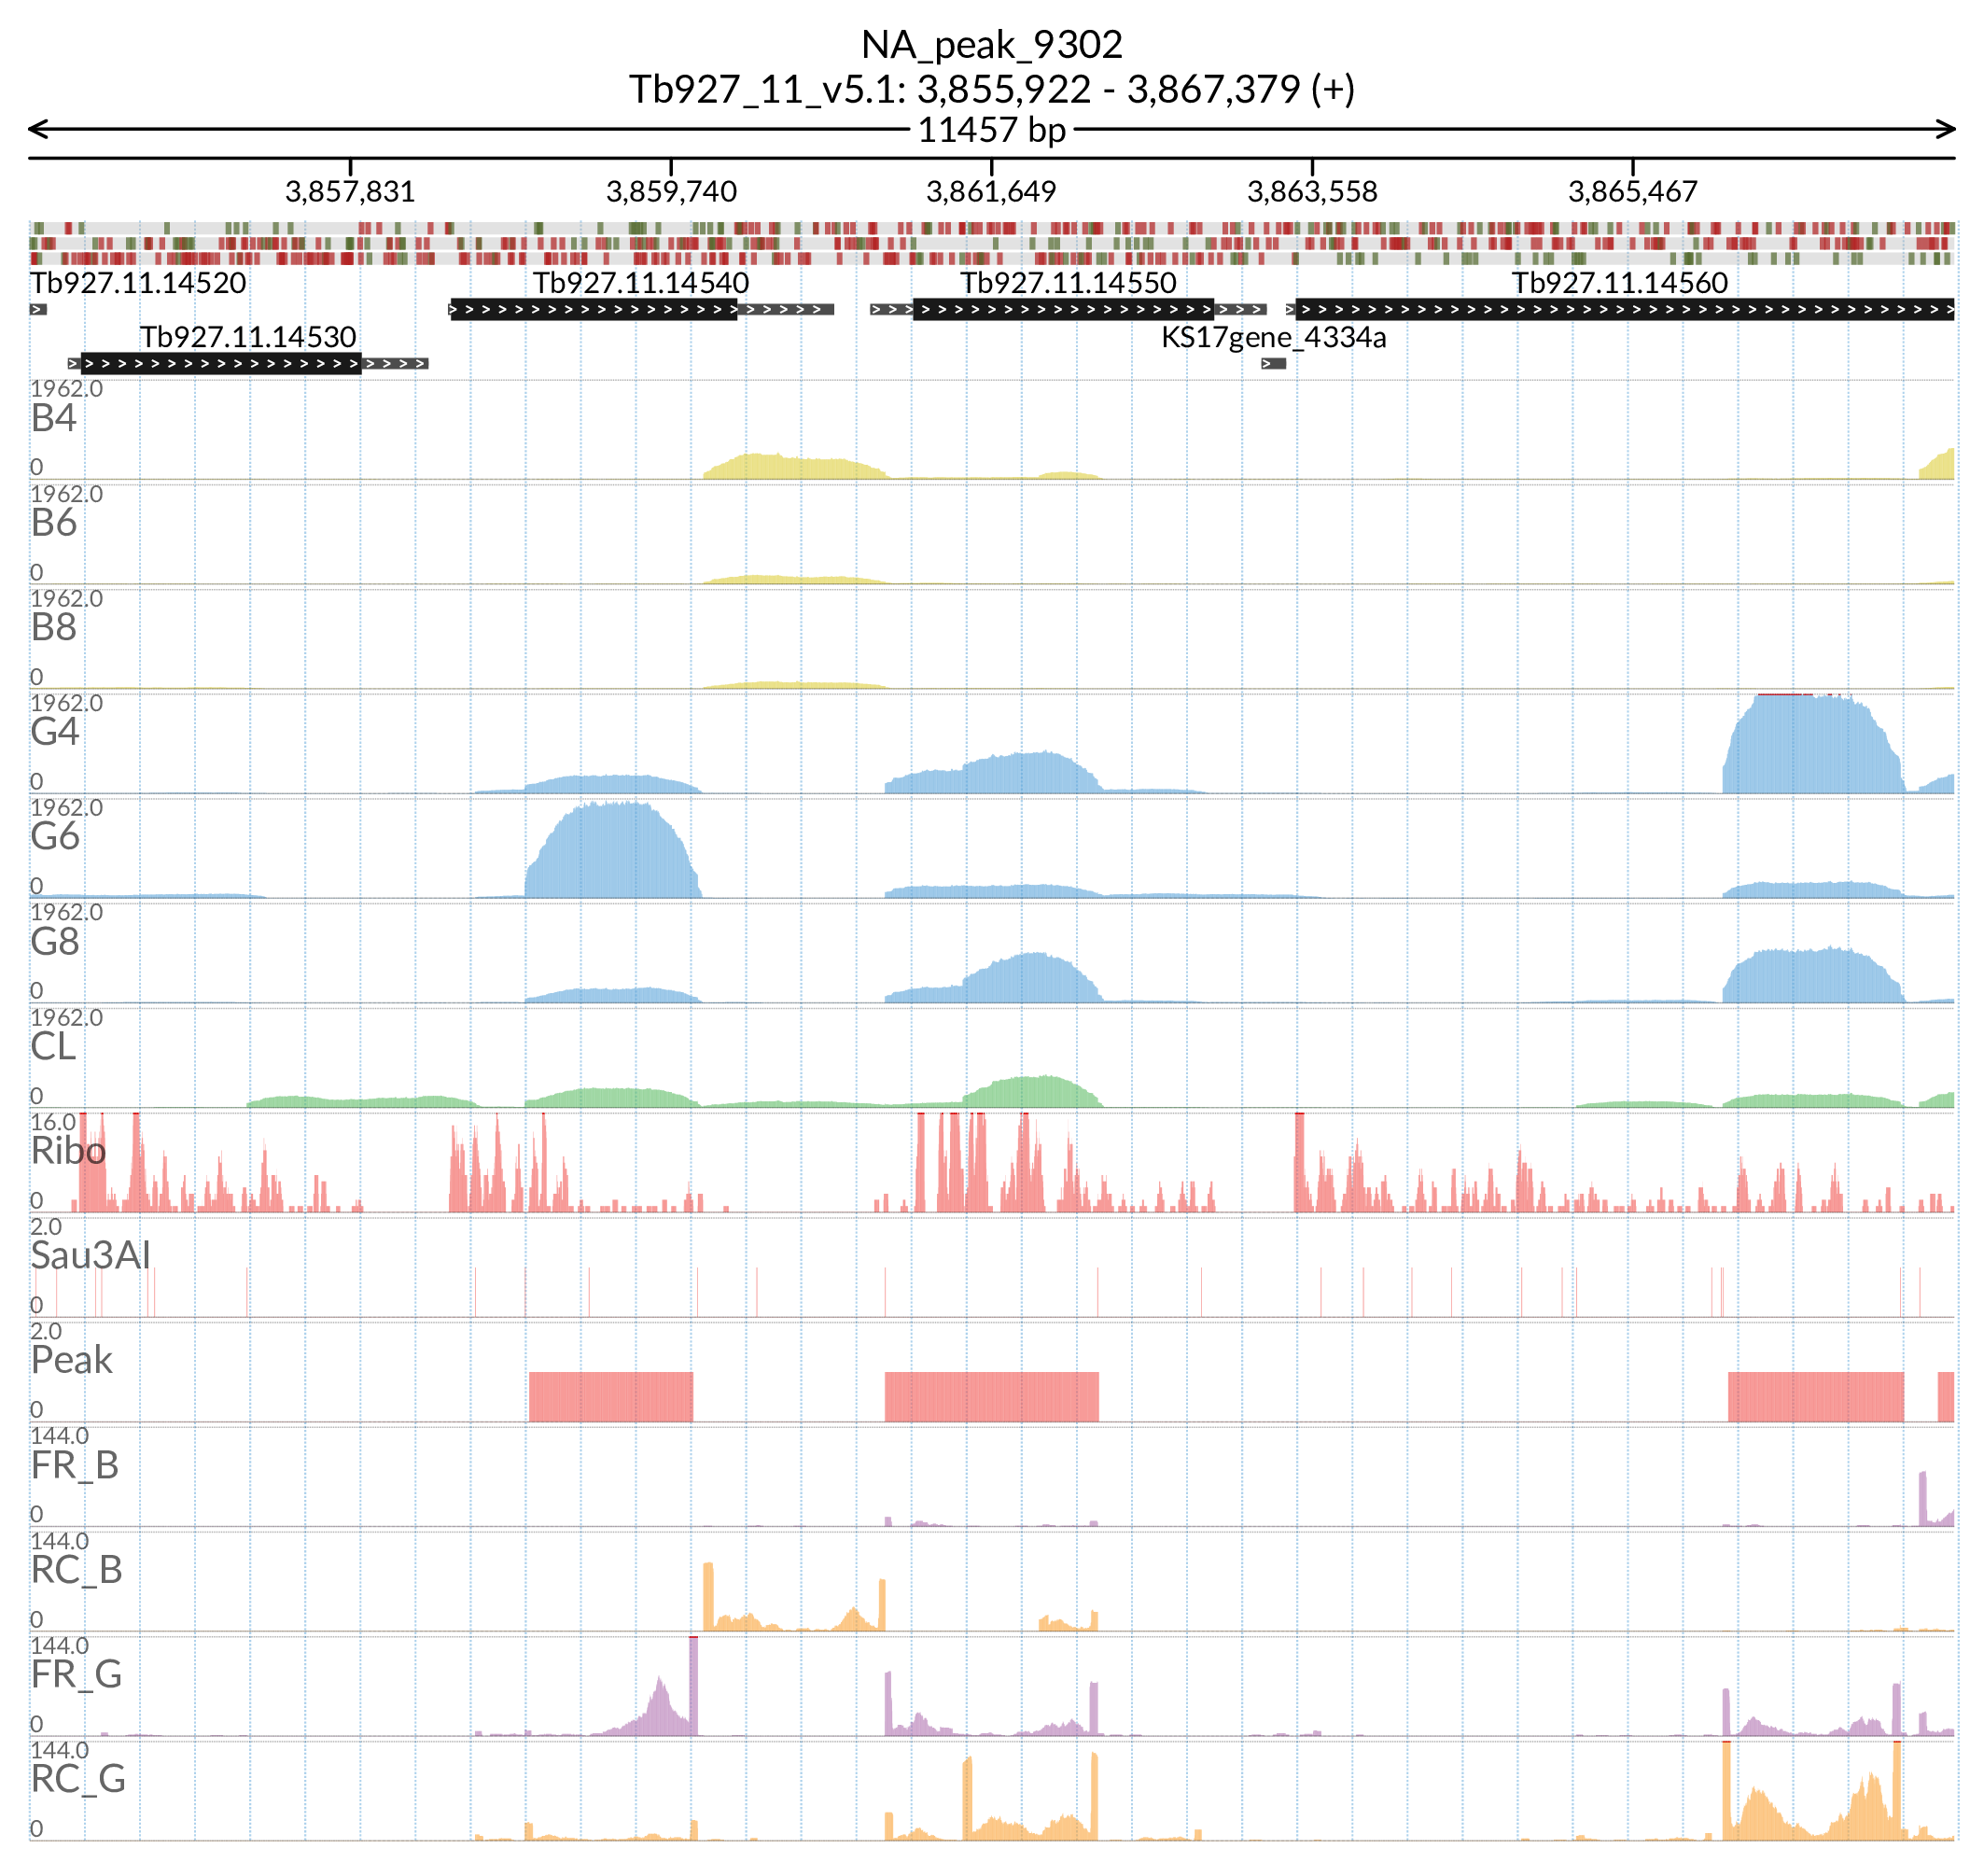 NA_peak_9302
Tb927_11_v5.1: 3,855,922 - 3,867,379 (+)
11457 bp
3,857,831 3,859,740 3,861,649 3,863,558 3,865,467
Tb927.11.14520 Tb927.11.14540 Tb927.11.14550 Tb927.11.14560
Tb927.11.14530 KS17gene_4334a
1962.0
B4
0
1962.0
B6
0
1962.0
B8
0
1962.0
G4
0
1962.0
G6
0
1962.0
G8
0
1962.0
CL
0
16.0
Ribo
0
2.0
Sau3AI
0
2.0
Peak
0
144.0
FR_B
0
144.0
RC_B
0
144.0
FR_G
0
144.0
RC_G
0